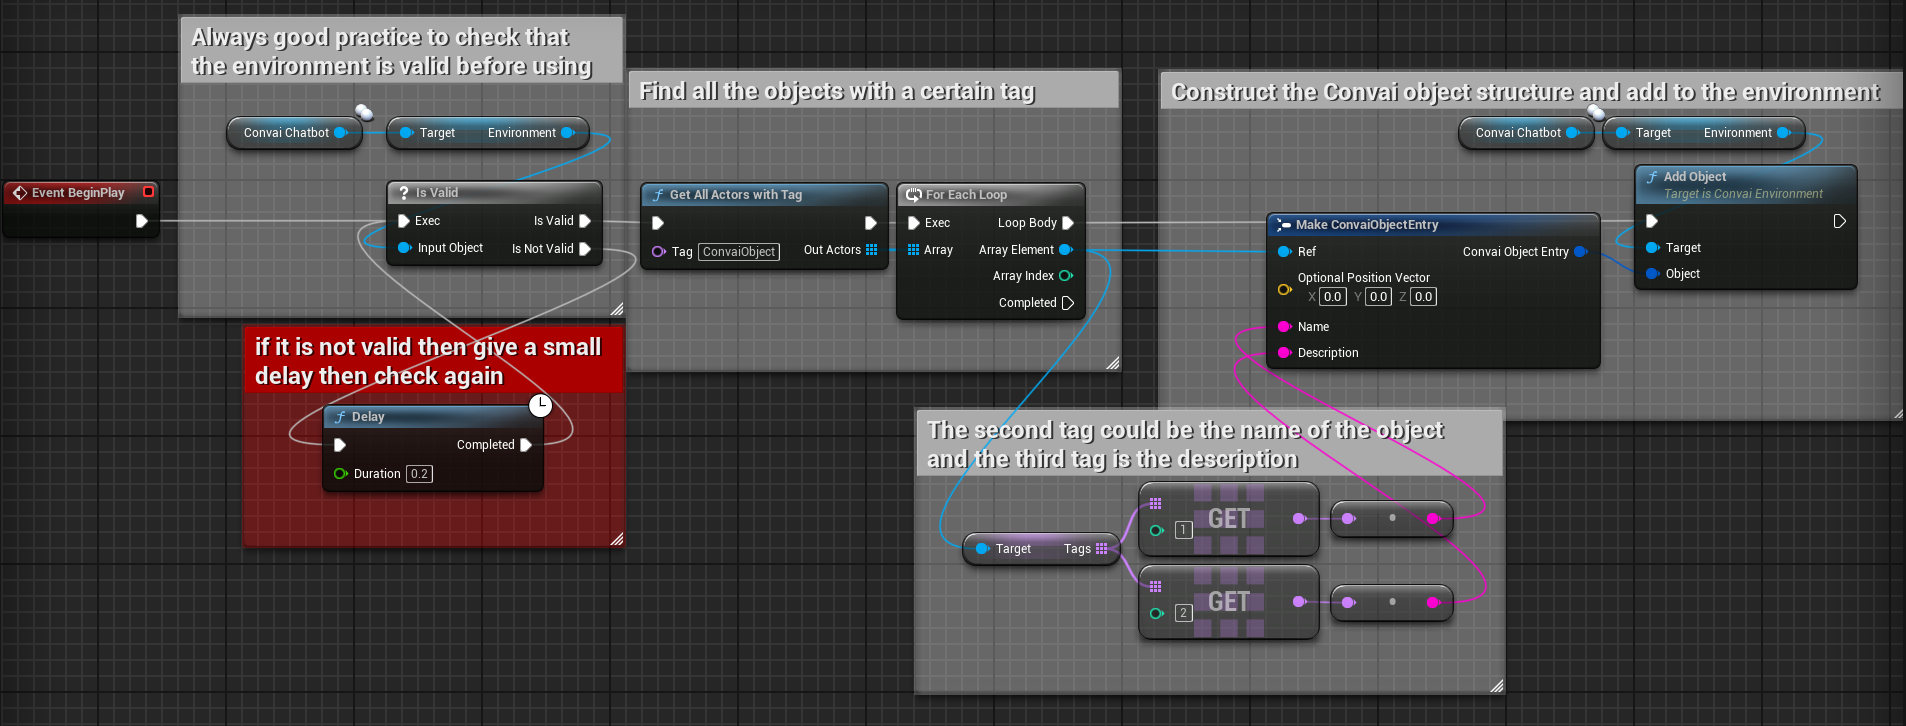 Always good practice to check that
the environment is valid before using
Convai Chatbot
Target Environment
Event BeginPlay
? Is Valid
Exec Is Valid
Input Object Is Not Valid
if it is not valid then give a small
delay then check again
f Delay
Completed
Duration 0.2
Find all the objects with a certain tag
f Get All Actors with Tag
Tag ConvaiObject Out Actors
For Each Loop
Exec Loop Body
Array Array Element
Array Index
Completed
Construct the Convai object structure and add to the environment
Convai Chatbot
Target Environment
f Add Object
Target is Convai Environment
Target
Object
Make ConvaiObjectEntry
Ref Convai Object Entry
Optional Position Vector
X 0.0 Y 0.0 Z 0.0
Name
Description
The second tag could be the name of the object
and the third tag is the description
Target Tags
GET
1
GET
2